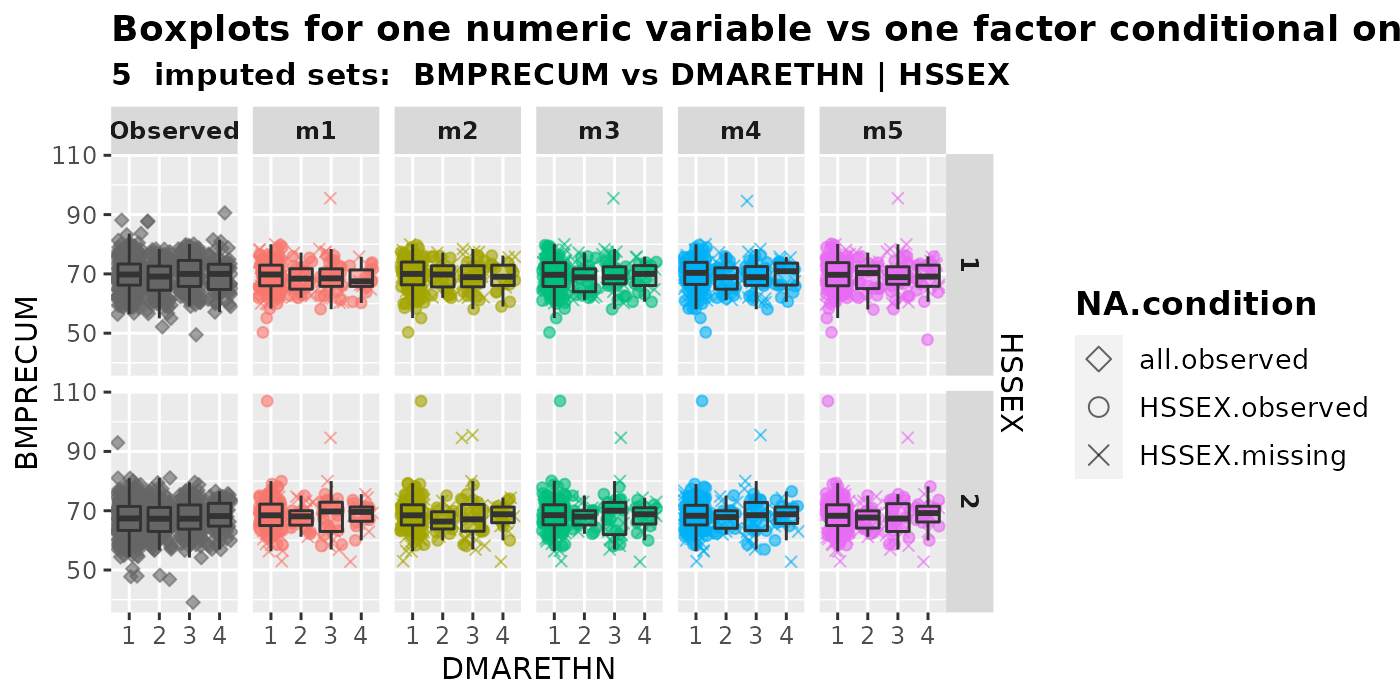 Boxplots for one numeric variable vs one factor conditional on
5 imputed sets: BMPRECUM vs DMARETHN | HSSEX
Observed m1 m2 m3 m4 m5
110
90
70
50
1
110
90
70
50
2
BMPRECUM
HSSEX
1 2 3 4 1 2 3 4 1 2 3 4 1 2 3 4 1 2 3 4 1 2 3 4
DMARETHN
NA.condition
all.observed
HSSEX.observed
HSSEX.missing